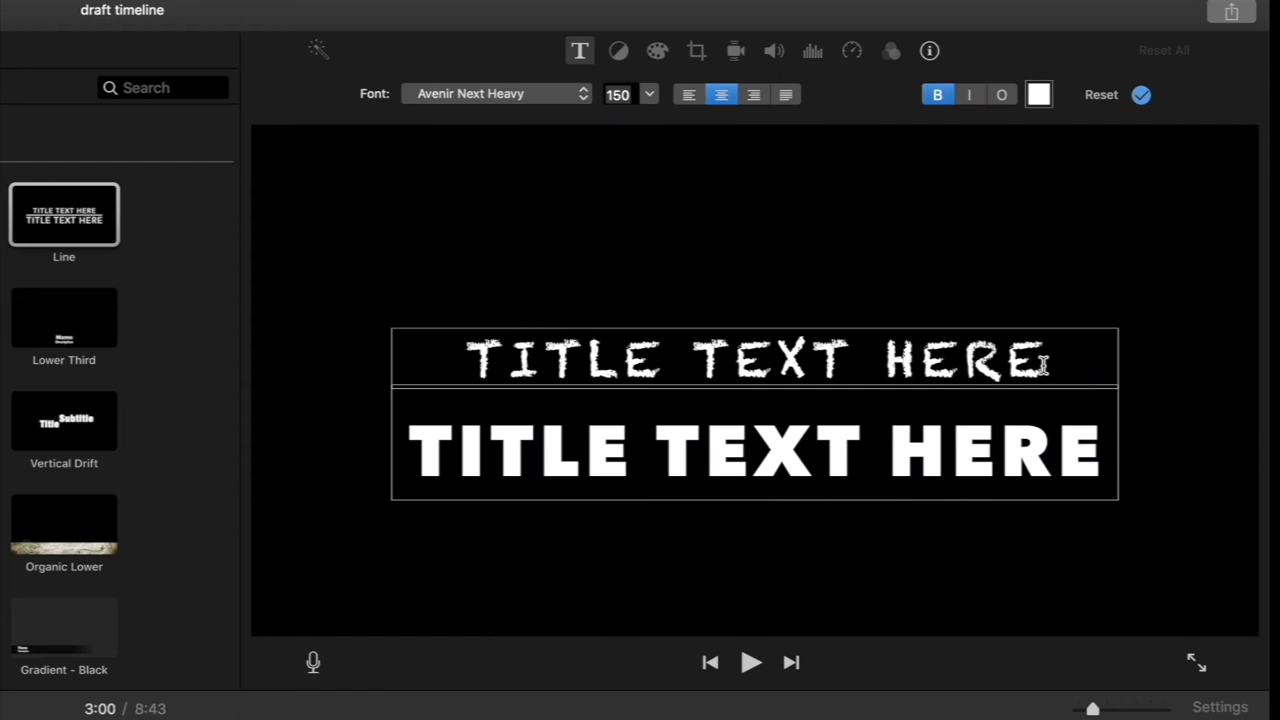 draft timeline
Reset All
Search
Font: Avenir Next Heavy 150 B I O Reset
TITLE TEXT HERE
TITLE TEXT HERE
Line
Lower Third
TITLE TEXT HERE
TITLE TEXT HERE
Title Subtitle
Vertical Drift
Organic Lower
Gradient - Black
3:00 / 8:43
Settings